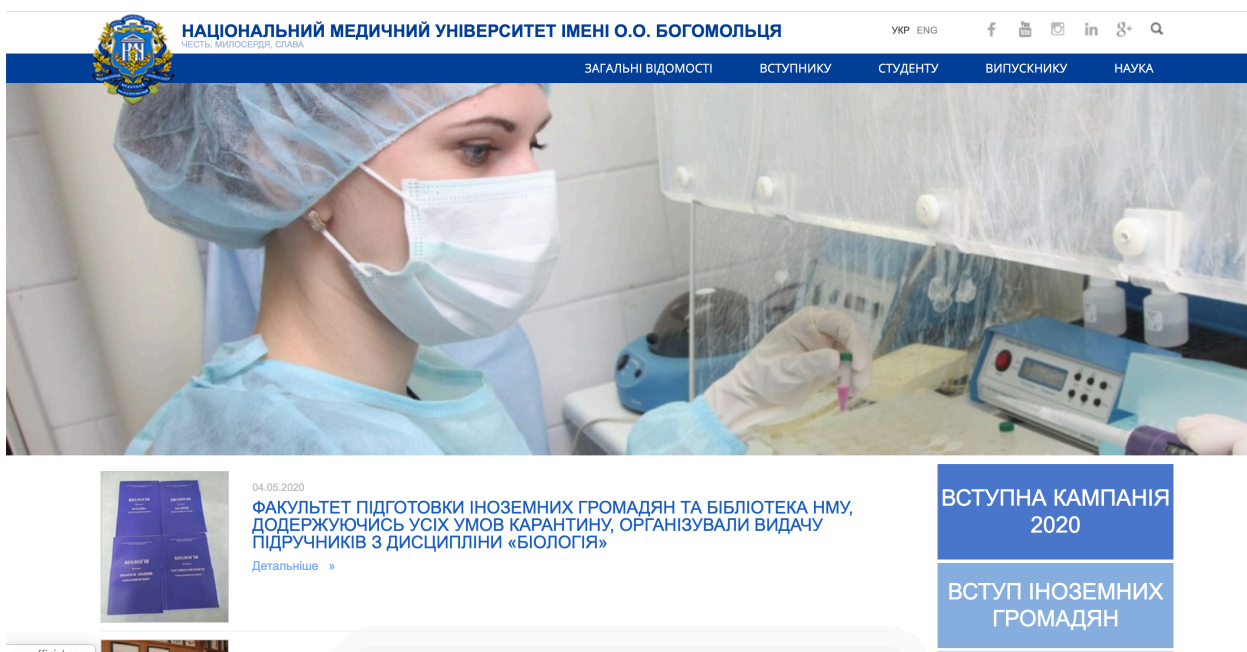 НАЦІОНАЛЬНИЙ МЕДИЧНИЙ УНІВЕРСИТЕТ ІМЕНІ О.О. БОГОМОЛЬЦЯ
ЧЕСТЬ, МИЛОСЕРДЯ, СЛАВА
УКР ENG
ЗАГАЛЬНІ ВІДОМОСТІ ВСТУПНИКУ СТУДЕНТУ ВИПУСКНИКУ НАУКА
04.05.2020
ФАКУЛЬТЕТ ПІДГОТОВКИ ІНОЗЕМНИХ ГРОМАДЯН ТА БІБЛІОТЕКА НМУ,
ДОДЕРЖУЮЧИСЬ УСІХ УМОВ КАРАНТИНУ, ОРГАНІЗУВАЛИ ВИДАЧУ
ПІДРУЧНИКІВ З ДИСЦИПЛІНИ «БІОЛОГІЯ»
Детальніше »
ВСТУПНА КАМПАНІЯ
2020
ВСТУП ІНОЗЕМНИХ
ГРОМАДЯН